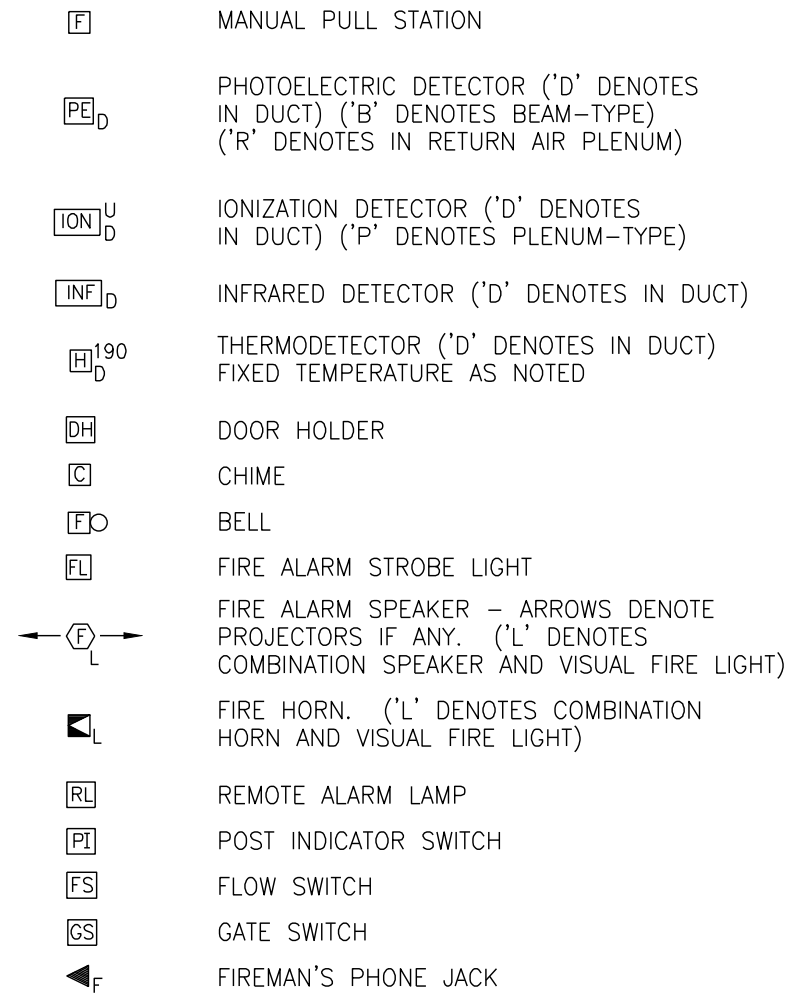 F MANUAL PULL STATION
PHOTOELECTRIC DETECTOR ('D' DENOTES
PE D IN DUCT) ('B' DENOTES BEAM-TYPE)
('R' DENOTES IN RETURN AIR PLENUM)
ION U IONIZATION DETECTOR ('D' DENOTES
D IN DUCT) ('P' DENOTES PLENUM-TYPE)
INF D INFRARED DETECTOR ('D' DENOTES IN DUCT)
H 190 THERMODETECTOR ('D' DENOTES IN DUCT)
D FIXED TEMPERATURE AS NOTED
DH DOOR HOLDER
C CHIME
F BELL
FL FIRE ALARM STROBE LIGHT
FIRE ALARM SPEAKER - ARROWS DENOTE
F PROJECTORS IF ANY. ('L' DENOTES
L COMBINATION SPEAKER AND VISUAL FIRE LIGHT)
FIRE HORN. ('L' DENOTES COMBINATION
L HORN AND VISUAL FIRE LIGHT)
RL REMOTE ALARM LAMP
PI POST INDICATOR SWITCH
FS FLOW SWITCH
GS GATE SWITCH
F FIREMAN'S PHONE JACK